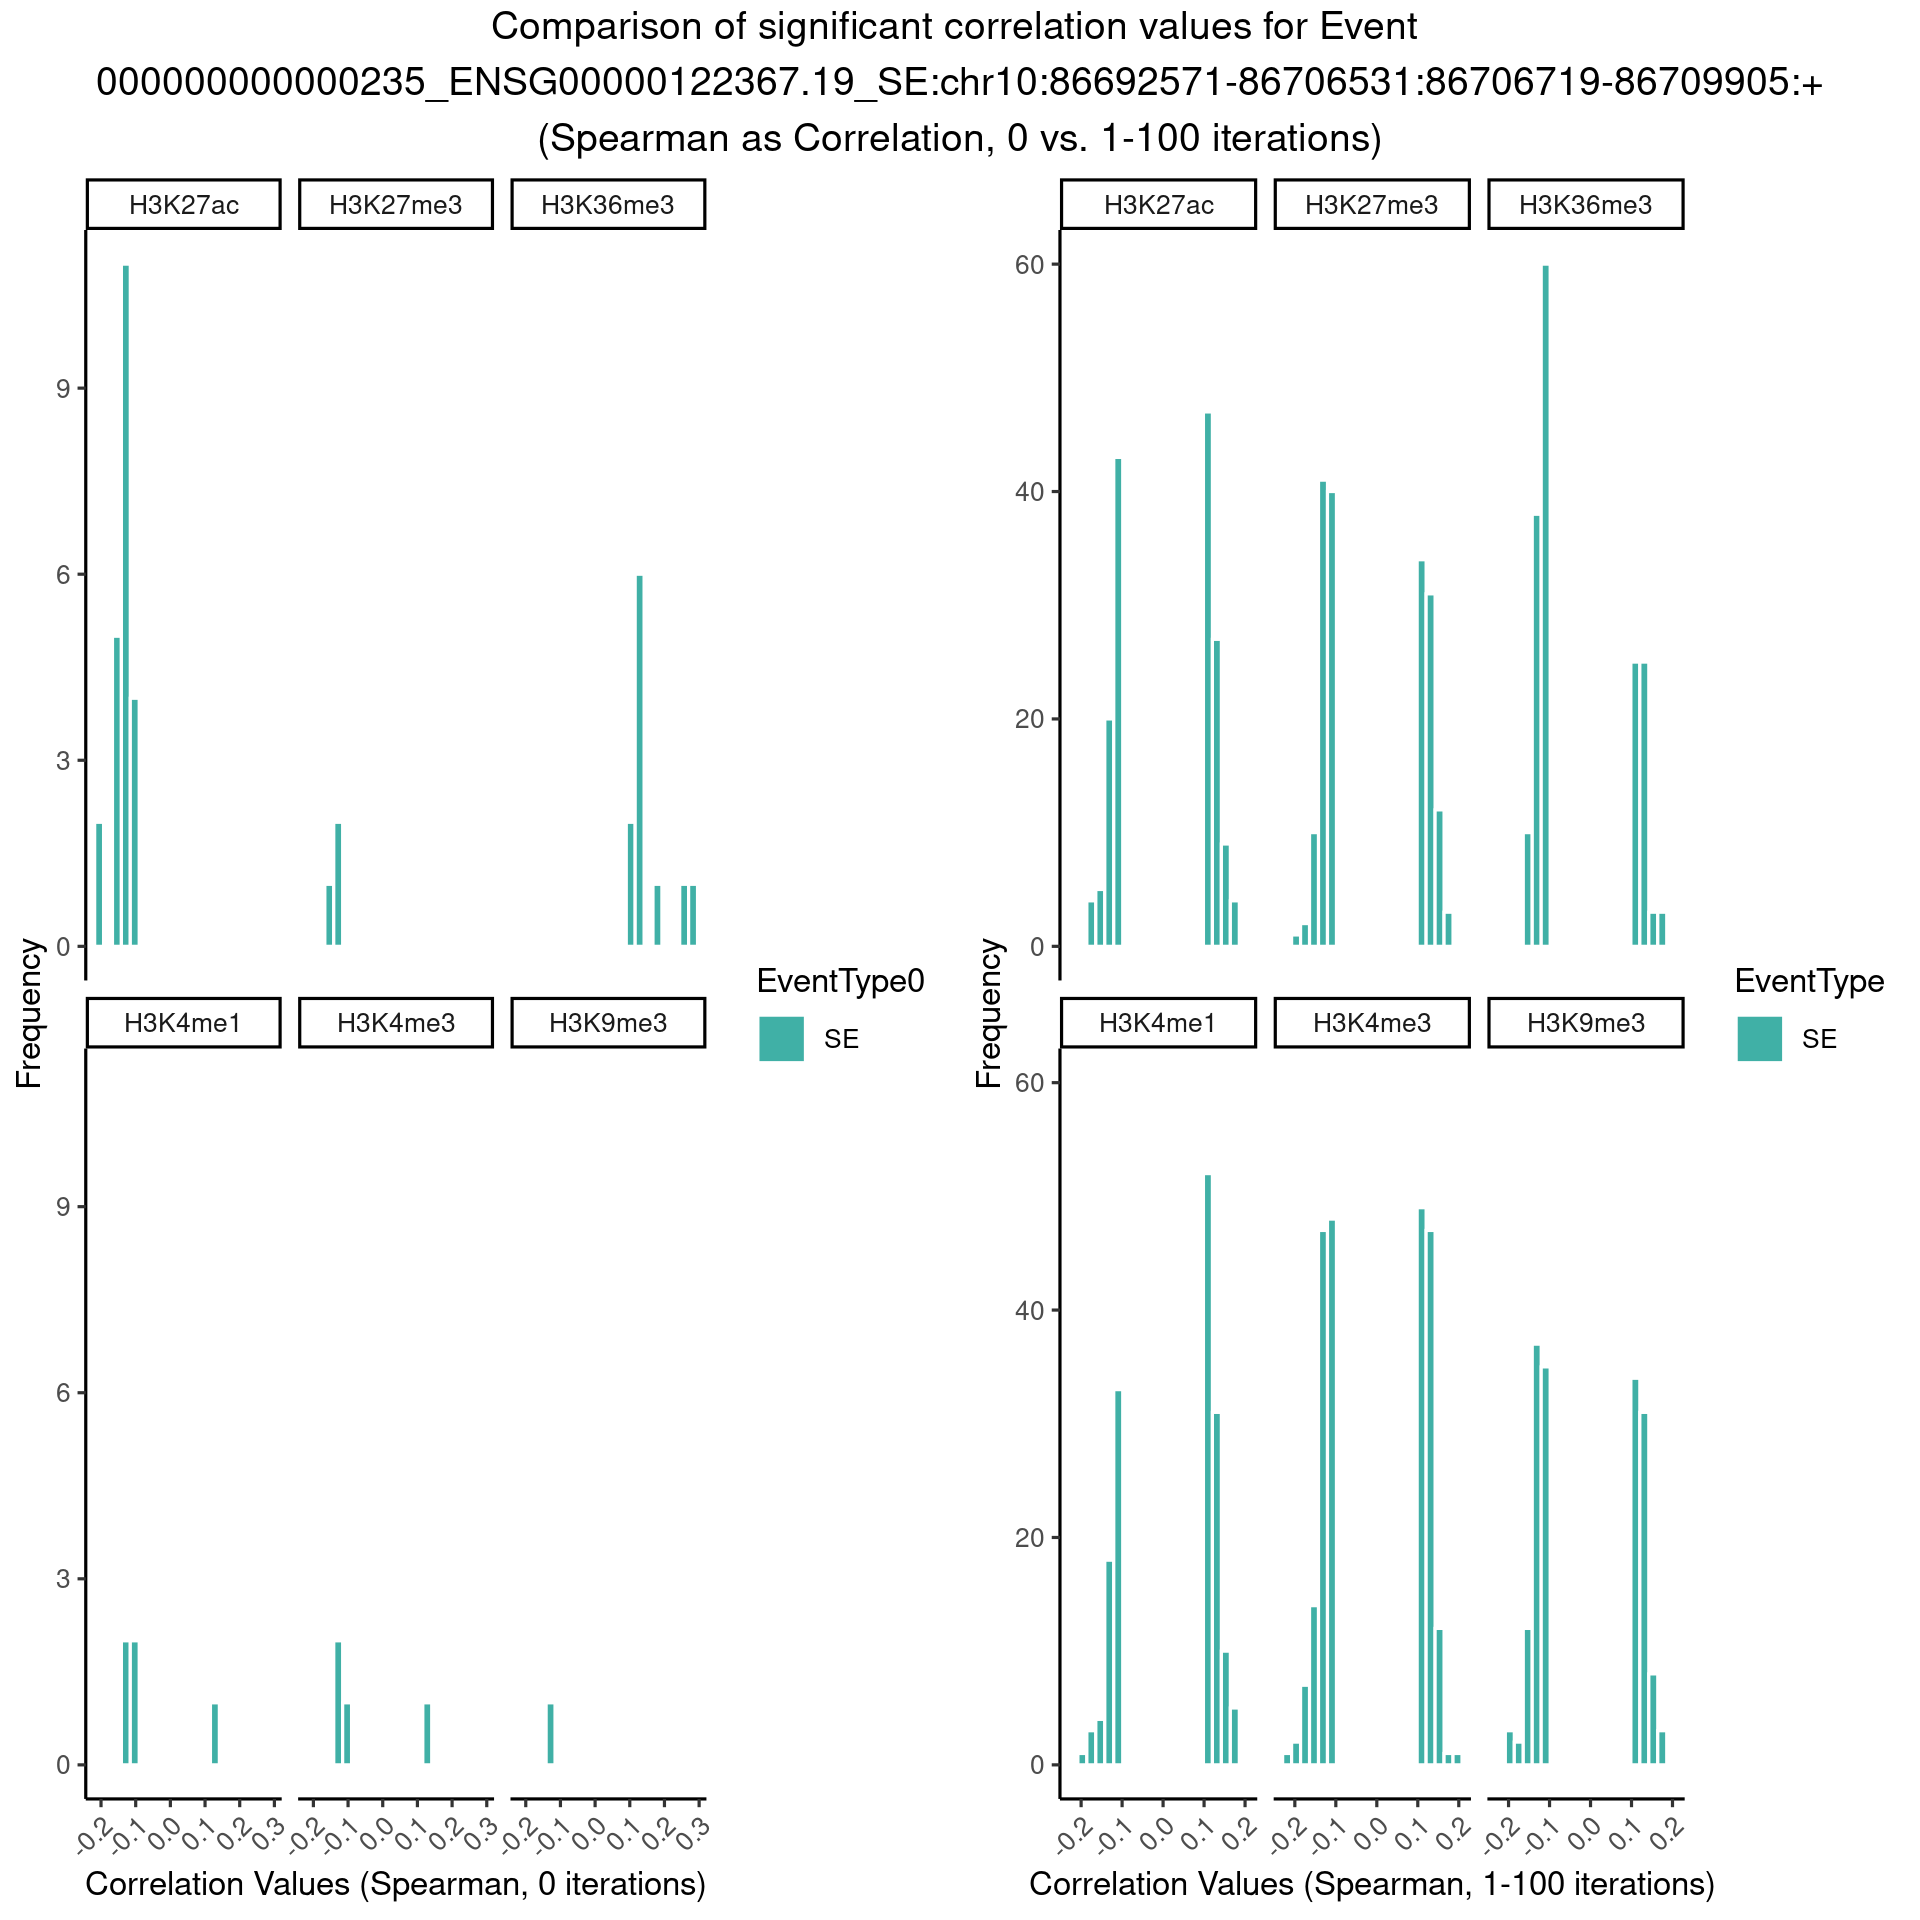 Comparison of significant correlation values for Event
000000000000235_ENSG00000122367.19_SE:chr10:86692571-86706531:86706719-86709905:+
(Spearman as Correlation, 0 vs. 1-100 iterations)
H3K27ac H3K27me3 H3K36me3
9
6
3
0
H3K4me1 H3K4me3 H3K9me3
9
6
3
0
-0.2 -0.1 0.0 0.1 0.2 0.3 -0.2 -0.1 0.0 0.1 0.2 0.3 -0.2 -0.1 0.0 0.1 0.2 0.3
Correlation Values (Spearman, 0 iterations)
Frequency
EventType0
SE
H3K27ac H3K27me3 H3K36me3
60
40
20
0
H3K4me1 H3K4me3 H3K9me3
60
40
20
0
-0.2 -0.1 0.0 0.1 0.2 -0.2 -0.1 0.0 0.1 0.2 -0.2 -0.1 0.0 0.1 0.2
Correlation Values (Spearman, 1-100 iterations)
Frequency
EventType
SE